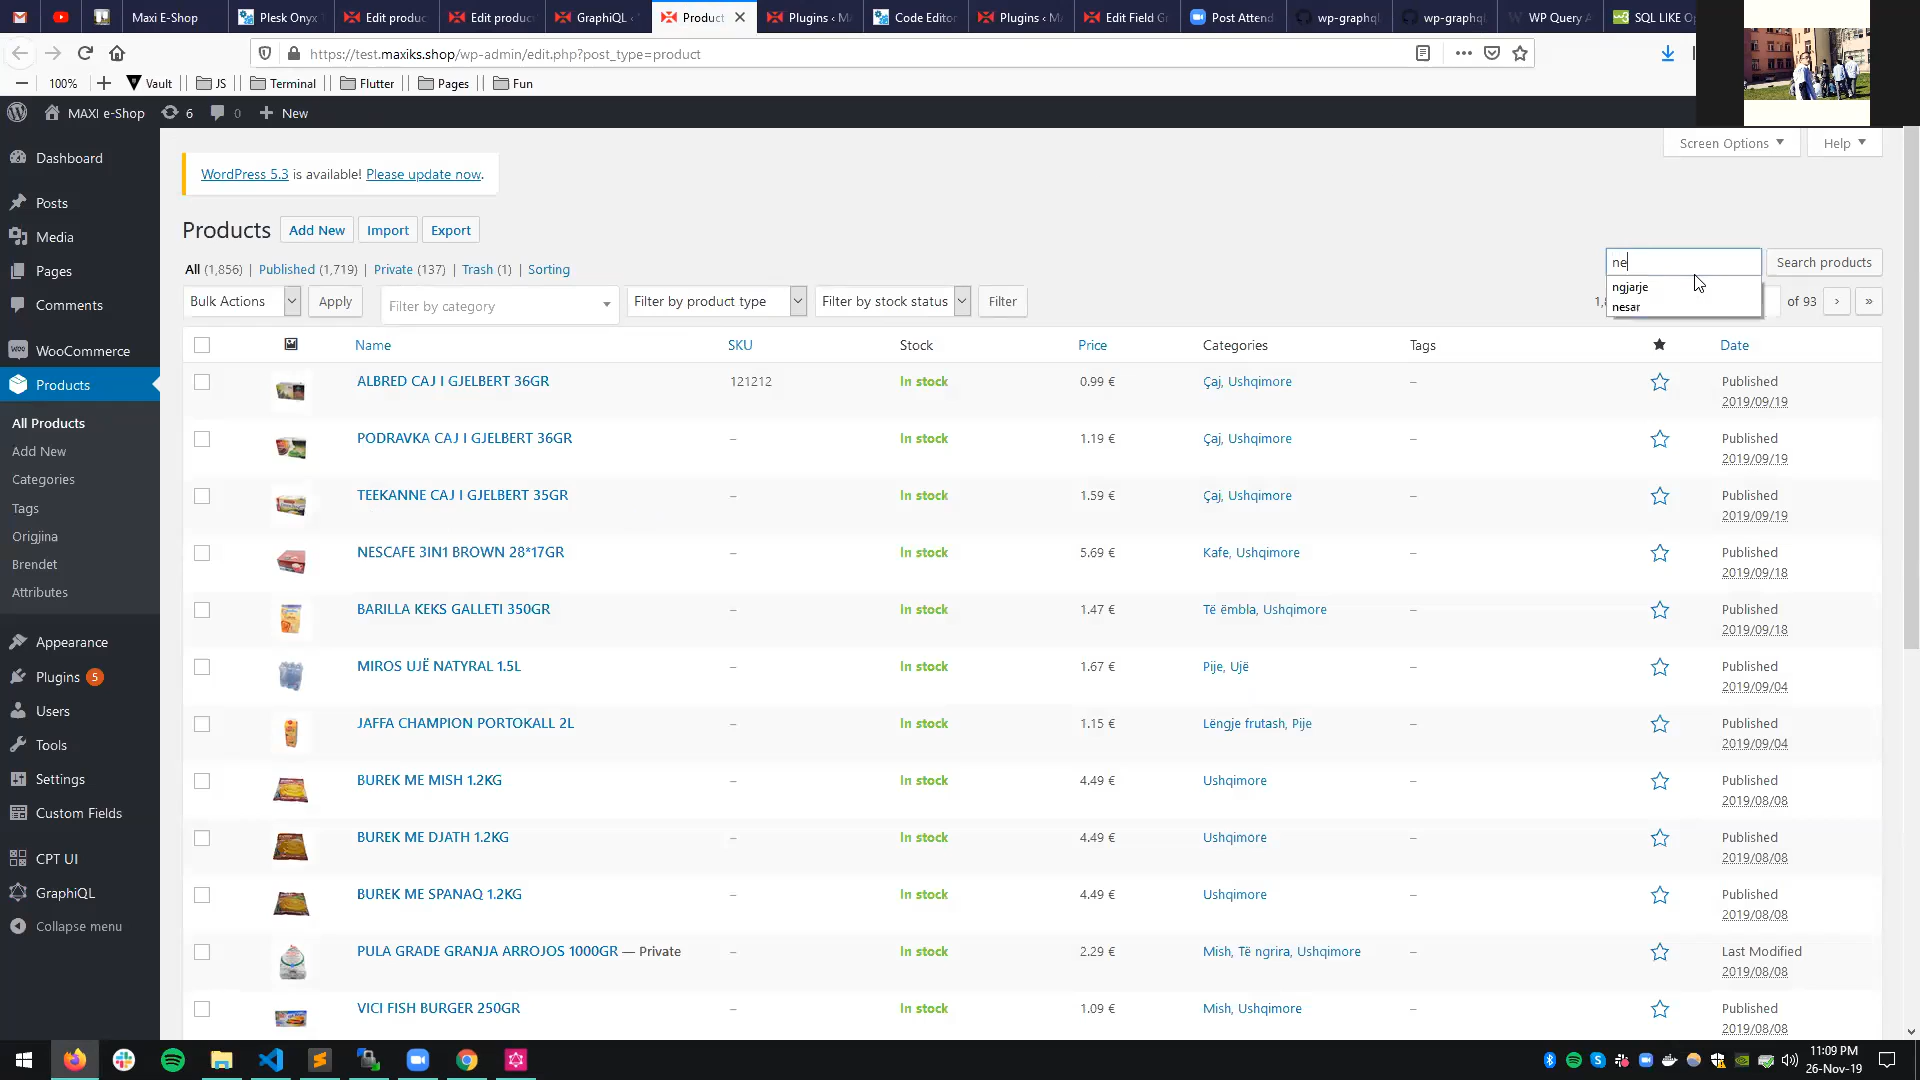 Maxi E-Shop
Plesk Onyx
Edit produc
Edit produc
GraphiQL ‹
Product
Plugins ‹ M
Code Editor
Plugins ‹ M
Edit Field G
Post Attend
wp-graphq
wp-graphq
WP Query A
SQL LIKE O
https://test.maxiks.shop/wp-admin/edit.php?post_type=product
100%
Vault
JS
Terminal
Flutter
Pages
Fun
MAXI e-Shop
6
0
New
Screen Options
Help
WordPress 5.3 is available! Please update now.
Products
Add New
Import
Export
ne
Search products
All (1,856) | Published (1,719) | Private (137) | Trash (1) | Sorting
ngjarje
nesar
Bulk Actions
Apply
Filter by category
Filter by product type
Filter by stock status
Filter
of 93
›
»
Name
SKU
Stock
Price
Categories
Tags
Date
ALBRED CAJ I GJELBERT 36GR
121212
In stock
0.99 €
Çaj, Ushqimore
–
Published
2019/09/19
PODRAVKA CAJ I GJELBERT 36GR
–
In stock
1.19 €
Çaj, Ushqimore
–
Published
2019/09/19
TEEKANNE CAJ I GJELBERT 35GR
–
In stock
1.59 €
Çaj, Ushqimore
–
Published
2019/09/19
NESCAFE 3IN1 BROWN 28*17GR
–
In stock
5.69 €
Kafe, Ushqimore
–
Published
2019/09/18
BARILLA KEKS GALLETI 350GR
–
In stock
1.47 €
Të ëmbla, Ushqimore
–
Published
2019/09/18
MIROS UJË NATYRAL 1.5L
–
In stock
1.67 €
Pije, Ujë
–
Published
2019/09/04
JAFFA CHAMPION PORTOKALL 2L
–
In stock
1.15 €
Lëngje frutash, Pije
–
Published
2019/09/04
BUREK ME MISH 1.2KG
–
In stock
4.49 €
Ushqimore
–
Published
2019/08/08
BUREK ME DJATH 1.2KG
–
In stock
4.49 €
Ushqimore
–
Published
2019/08/08
BUREK ME SPANAQ 1.2KG
–
In stock
4.49 €
Ushqimore
–
Published
2019/08/08
PULA GRADE GRANJA ARROJOS 1000GR — Private
–
In stock
2.29 €
Mish, Të ngrira, Ushqimore
–
Last Modified
2019/08/08
VICI FISH BURGER 250GR
–
In stock
1.09 €
Mish, Ushqimore
–
Published
2019/08/08
Dashboard
Posts
Media
Pages
Comments
WooCommerce
Products
All Products
Add New
Categories
Tags
Origjina
Brendet
Attributes
Appearance
Plugins 5
Users
Tools
Settings
Custom Fields
CPT UI
GraphiQL
Collapse menu
11:09 PM
26-Nov-19